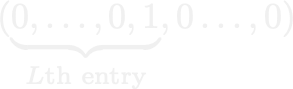 (0, . . . , 0, 1, 0 . . . , 0)
Lth entry